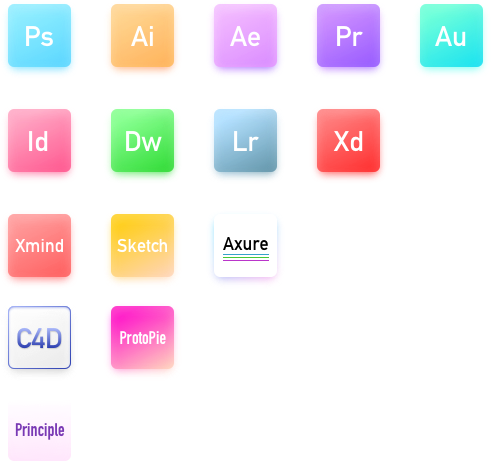 Ps Ai Ae Pr Au
Id Dw Lr Xd
Xmind Sketch Axure
C4D ProtoPie
Principle